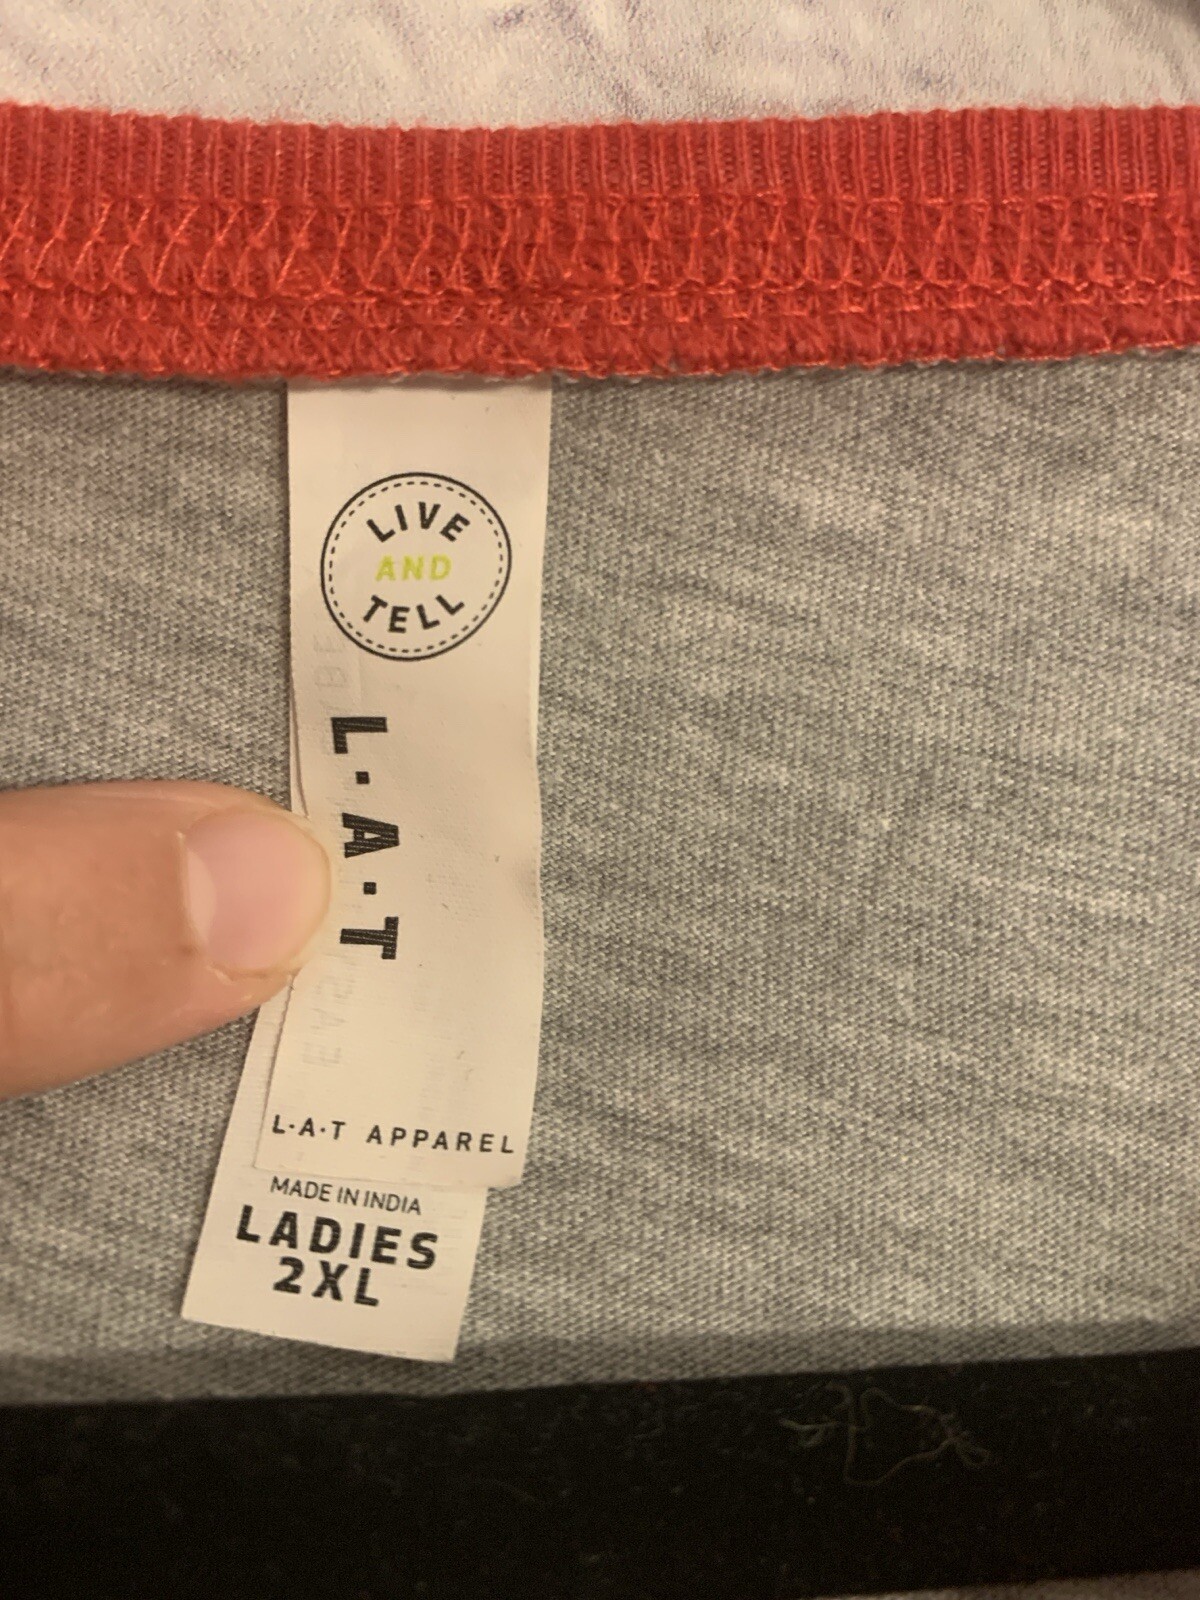 LIVE
AND
TELL
L·A·T
L·A·T APPAREL
MADE IN INDIA
LADIES
2XL